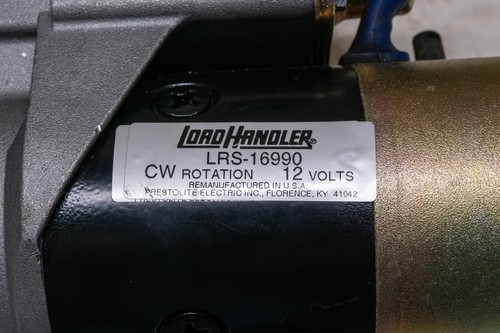 LOADHANDLER®
LRS-16990
CW ROTATION 12 VOLTS
REMANUFACTURED IN U.S.A.
PRESTOLITE ELECTRIC INC., FLORENCE, KY 41042